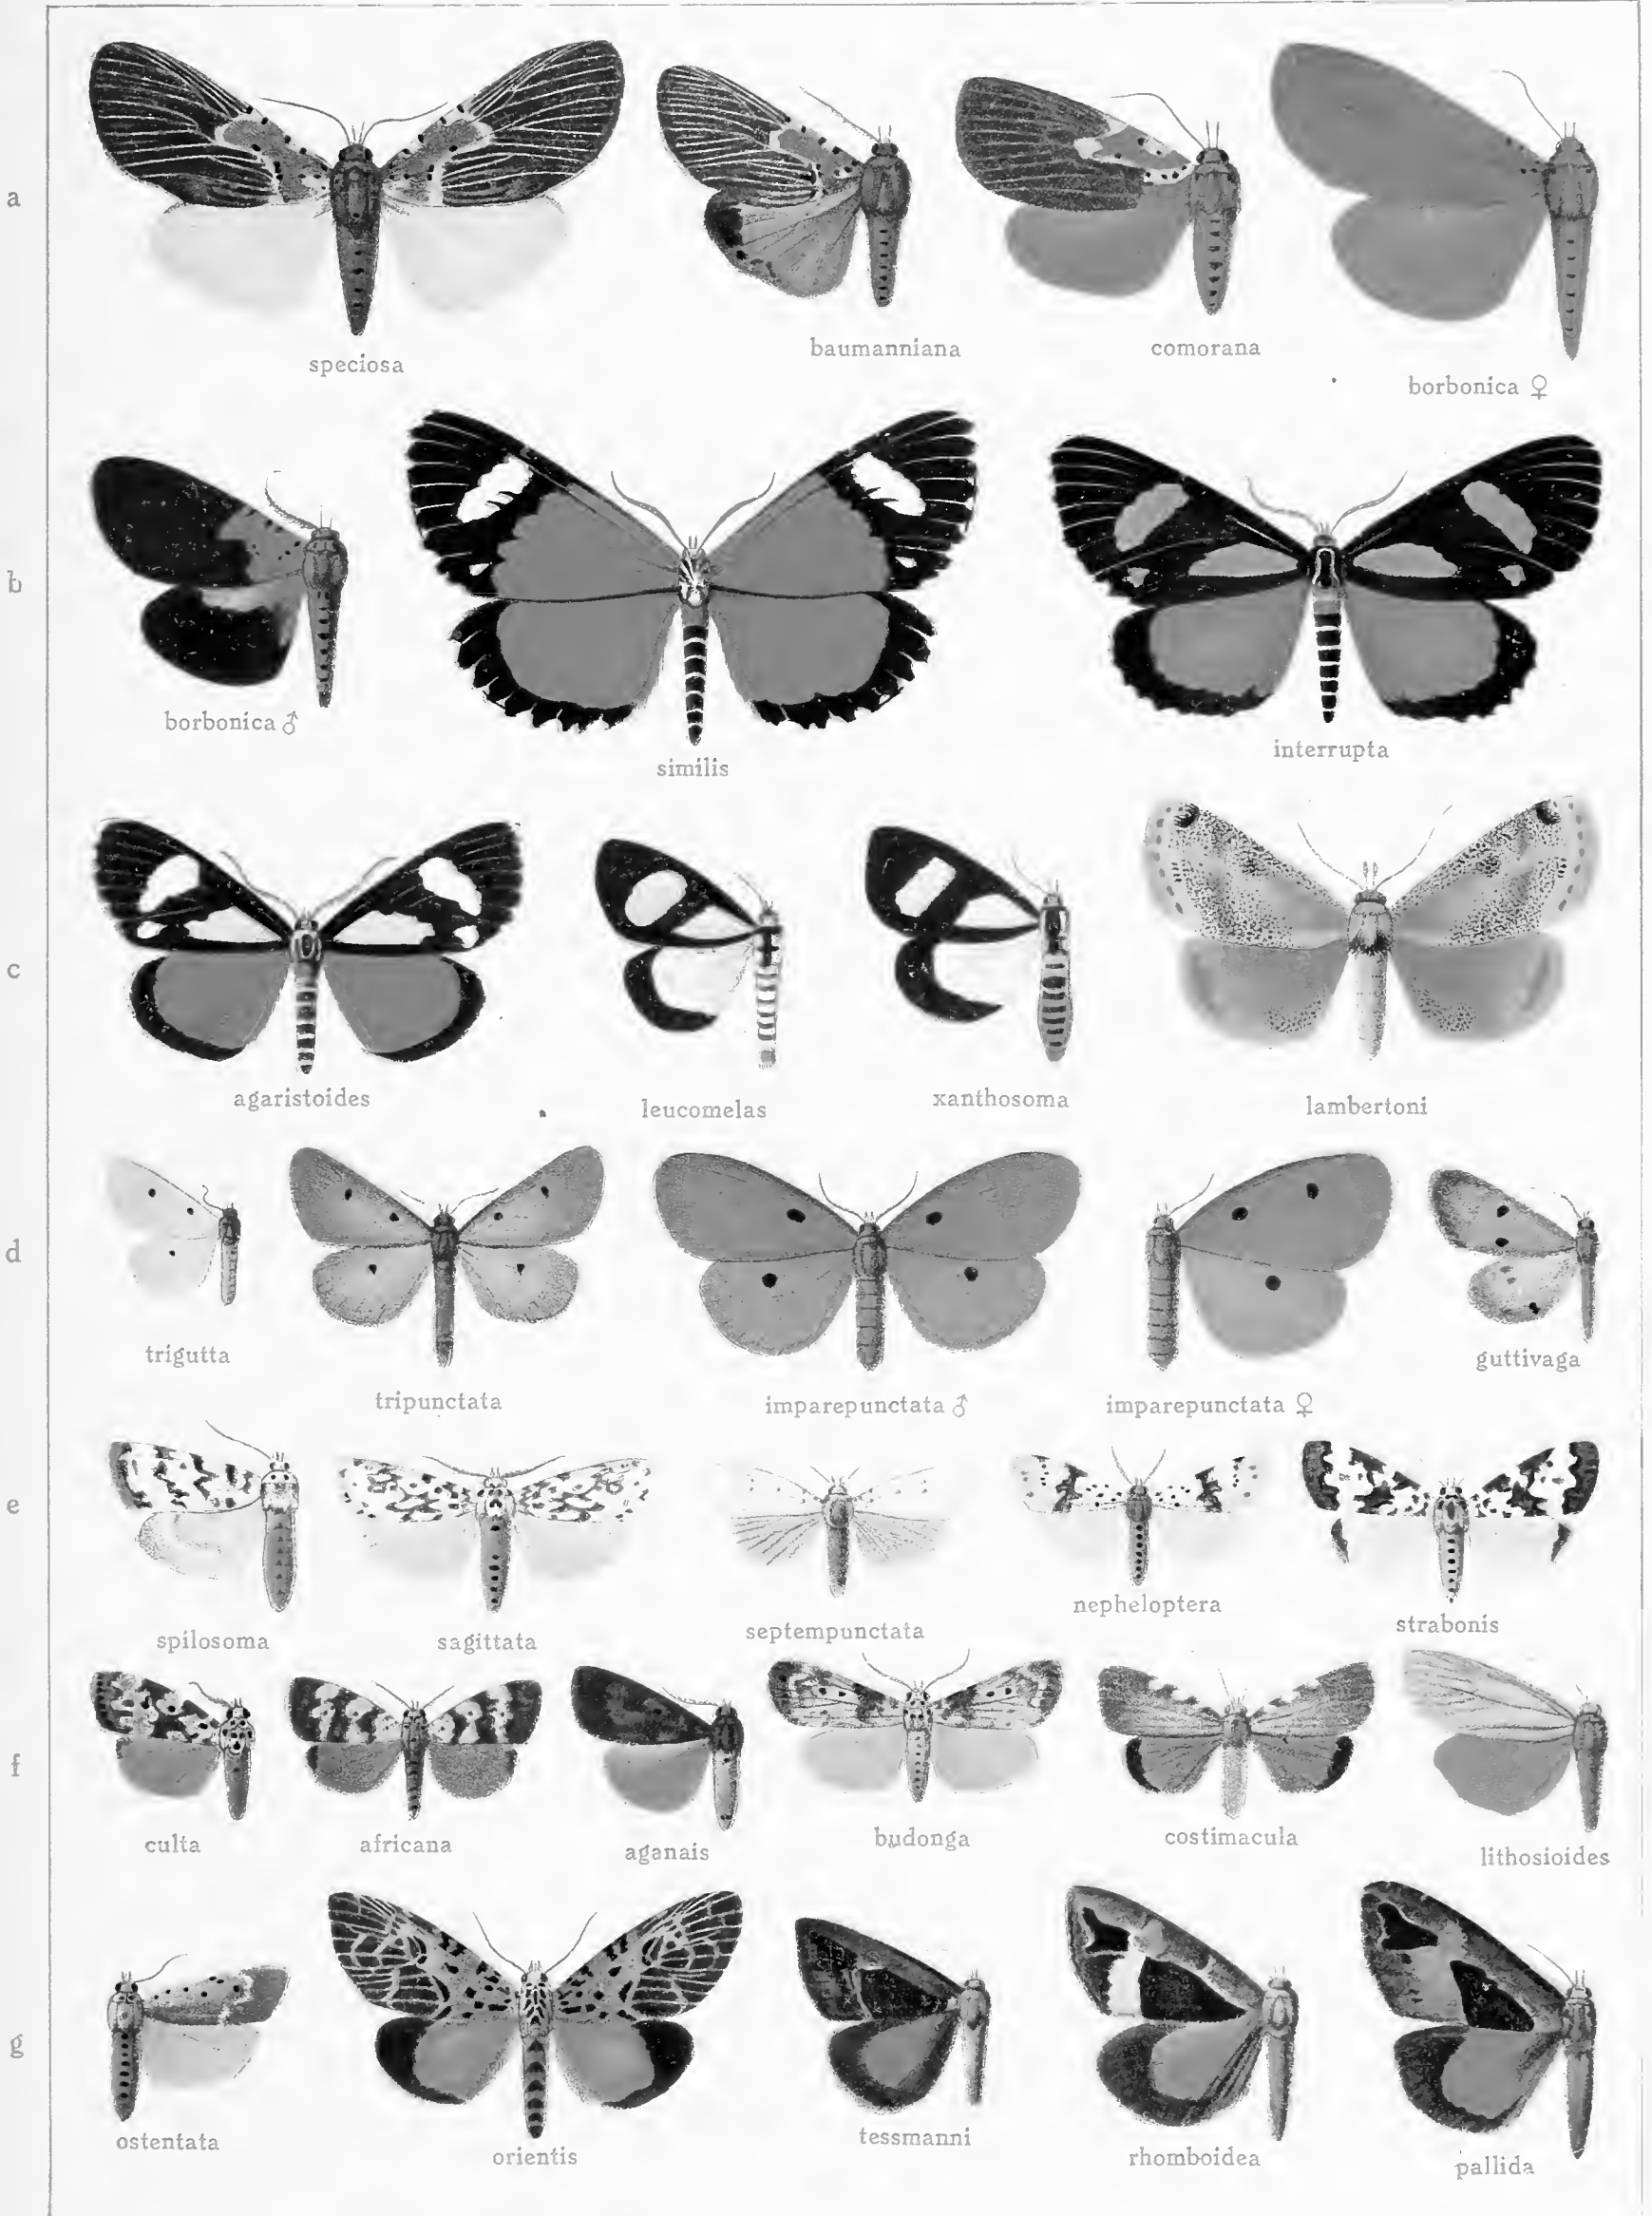 a
speciosa
baumanniana
comorana
borbonica ♀
b
borbonica ♂
similis
interrupta
c
agaristoides
leucomelas
xanthosoma
lambertoni
d
trigutta
tripunctata
imparepunctata ♂
imparepunctata ♀
guttivaga
e
spilosoma
sagittata
septempunctata
nepheloptera
strabonis
f
culta
africana
aganais
budonga
costimacula
lithosioides
g
ostentata
orientis
tessmanni
rhomboidea
pallida